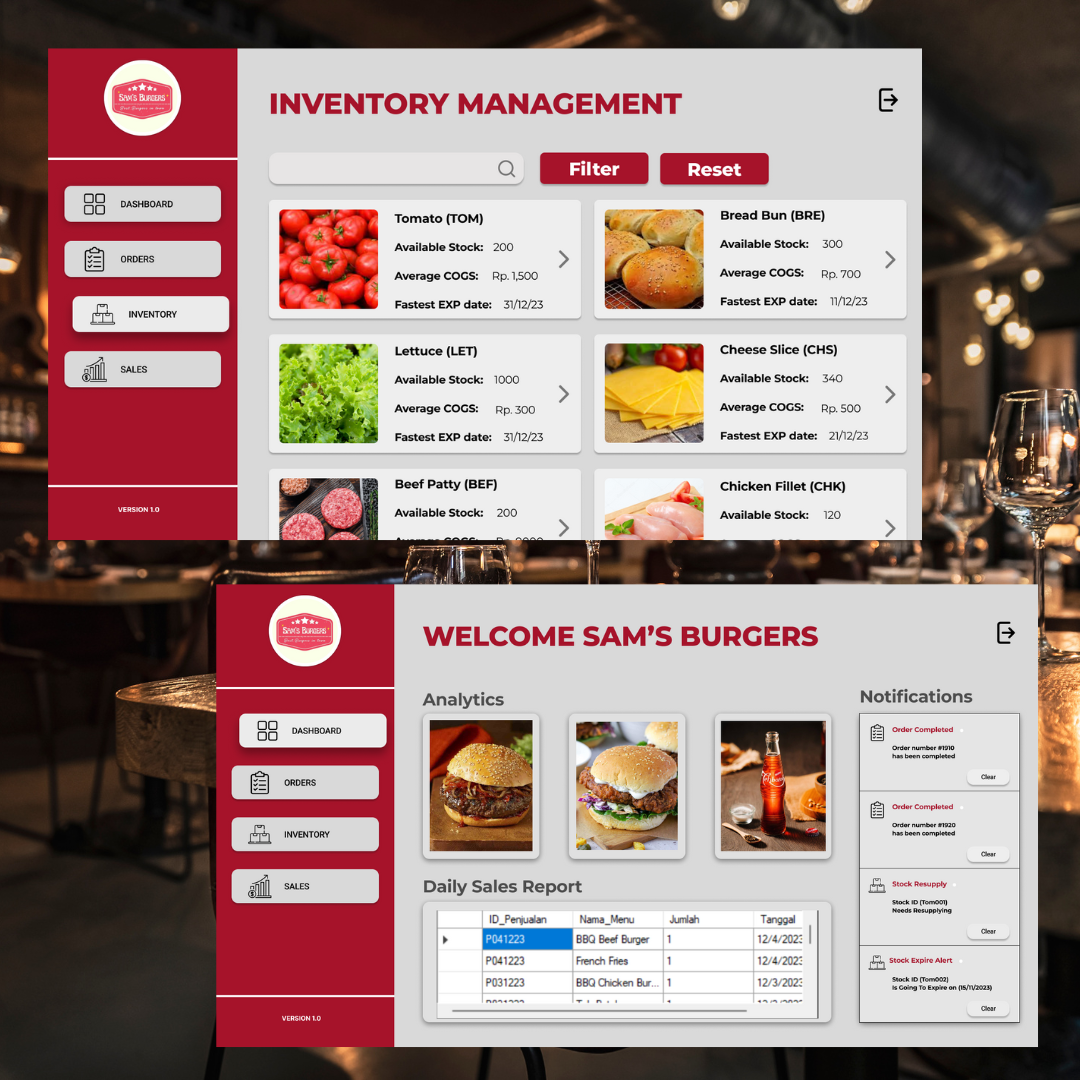 SAM'S BURGERS
Best Burgers in town
INVENTORY MANAGEMENT
DASHBOARD
ORDERS
INVENTORY
SALES
VERSION 1.0
Filter
Reset
Tomato (TOM)
Available Stock: 200
Average COGS: Rp. 1,500
Fastest EXP date: 31/12/23
Bread Bun (BRE)
Available Stock: 300
Average COGS: Rp. 700
Fastest EXP date: 11/12/23
Lettuce (LET)
Available Stock: 1000
Average COGS: Rp. 300
Fastest EXP date: 31/12/23
Cheese Slice (CHS)
Available Stock: 340
Average COGS: Rp. 500
Fastest EXP date: 21/12/23
Beef Patty (BEF)
Available Stock: 200
Average COGS:
Chicken Fillet (CHK)
Available Stock: 120
SAM'S BURGERS
Best Burgers in town
WELCOME SAM'S BURGERS
DASHBOARD
ORDERS
INVENTORY
SALES
VERSION 1.0
Analytics
Daily Sales Report
ID_Penjualan Nama_Menu Jumlah Tanggal
P041223 BBQ Beef Burger 1 12/4/2023
P041223 French Fries 1 12/4/2023
P031223 BBQ Chicken Bur... 1 12/3/2023
Notifications
Order Completed
Order number #1910
has been completed
Clear
Order Completed
Order number #1920
has been completed
Clear
Stock Resupply
Stock ID (Tom001)
Needs Resupplying
Clear
Stock Expire Alert
Stock ID (Tom002)
Is Going To Expire on (15/11/2023)
Clear